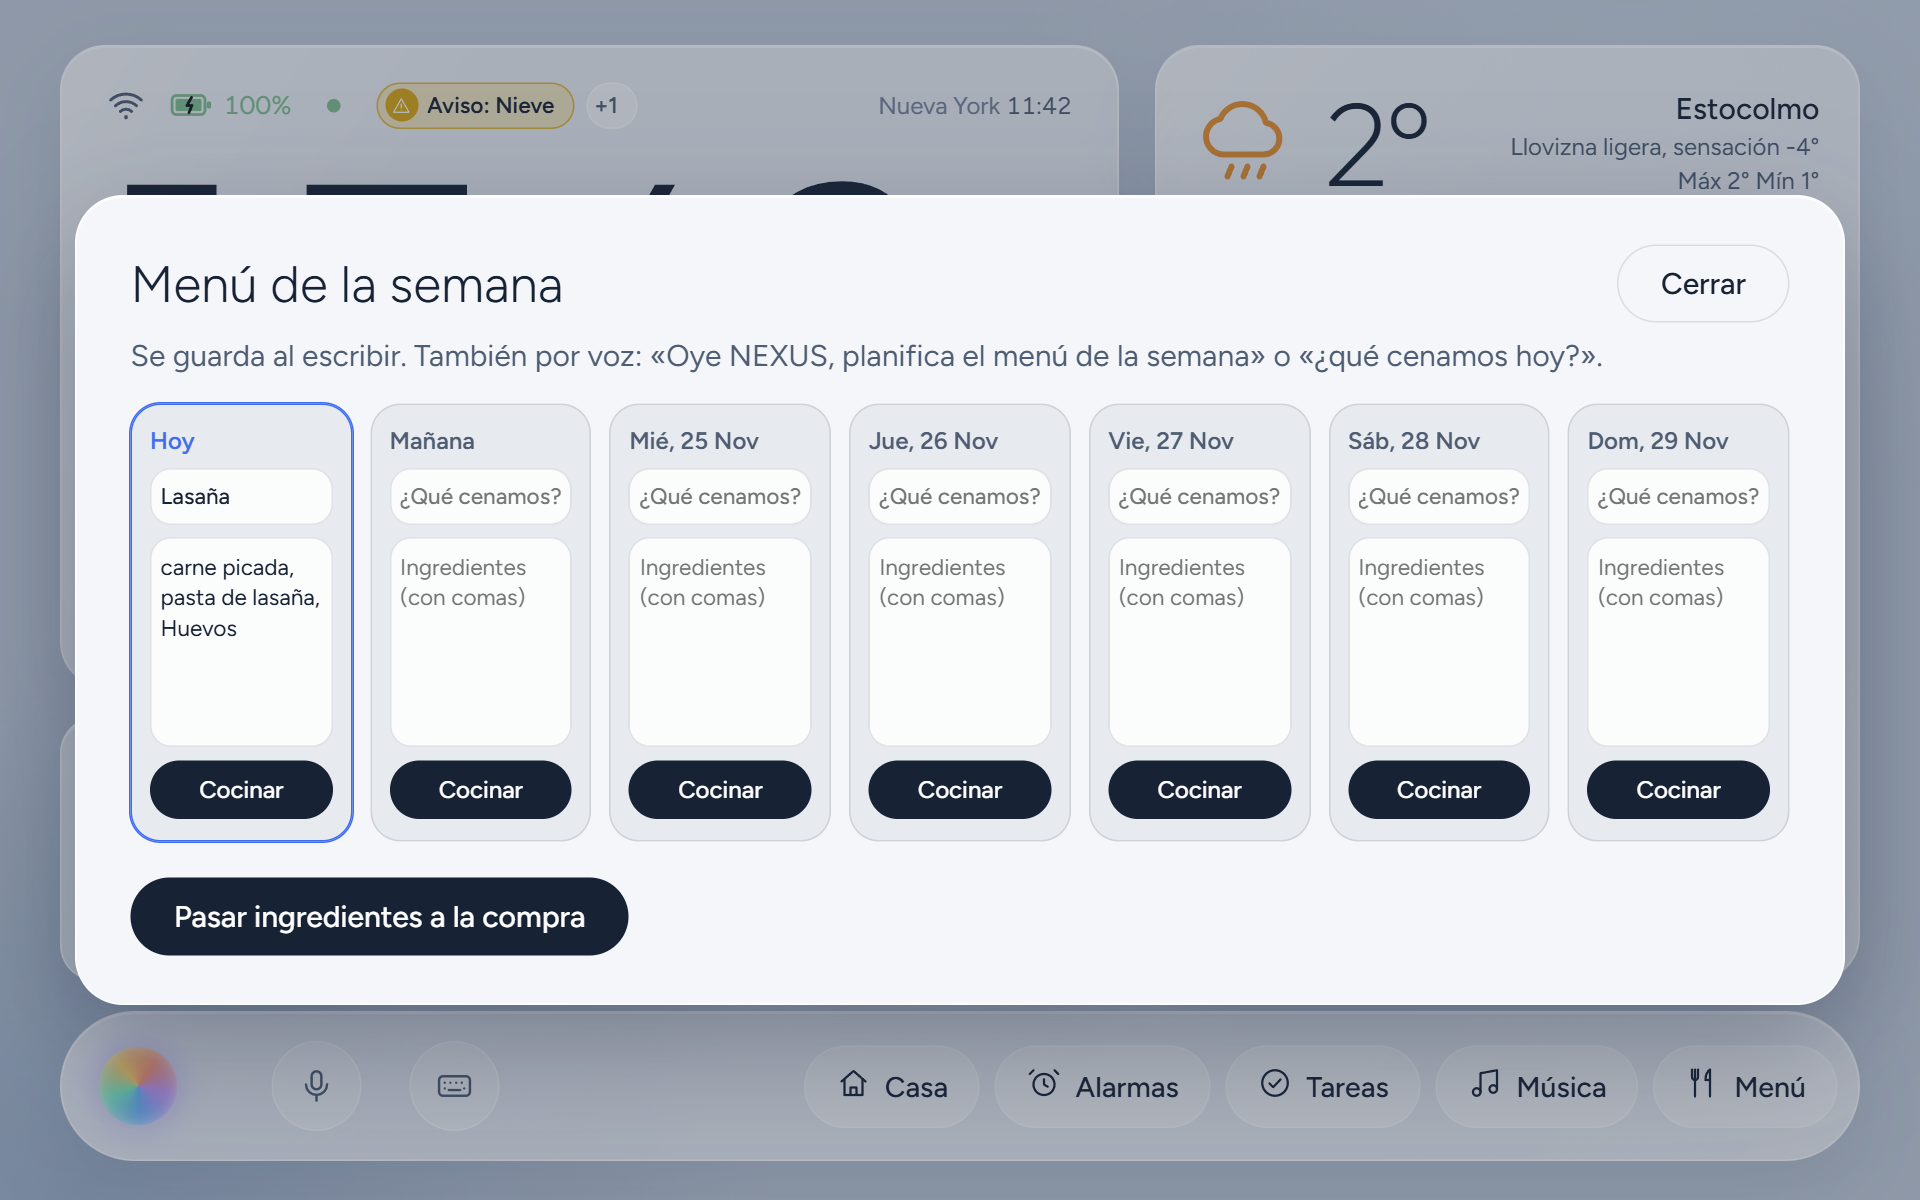 100%
Aviso: Nieve
+1
Nueva York 11:42
2°
Estocolmo
Llovizna ligera, sensación -4°
Máx 2° Mín 1°
Menú de la semana
Cerrar
Se guarda al escribir. También por voz: «Oye NEXUS, planifica el menú de la semana» o «¿qué cenamos hoy?».
Hoy
Lasaña
carne picada,
pasta de lasaña,
Huevos
Cocinar
Mañana
¿Qué cenamos?
Ingredientes
(con comas)
Cocinar
Mié, 25 Nov
¿Qué cenamos?
Ingredientes
(con comas)
Cocinar
Jue, 26 Nov
¿Qué cenamos?
Ingredientes
(con comas)
Cocinar
Vie, 27 Nov
¿Qué cenamos?
Ingredientes
(con comas)
Cocinar
Sáb, 28 Nov
¿Qué cenamos?
Ingredientes
(con comas)
Cocinar
Dom, 29 Nov
¿Qué cenamos?
Ingredientes
(con comas)
Cocinar
Pasar ingredientes a la compra
Casa
Alarmas
Tareas
Música
Menú